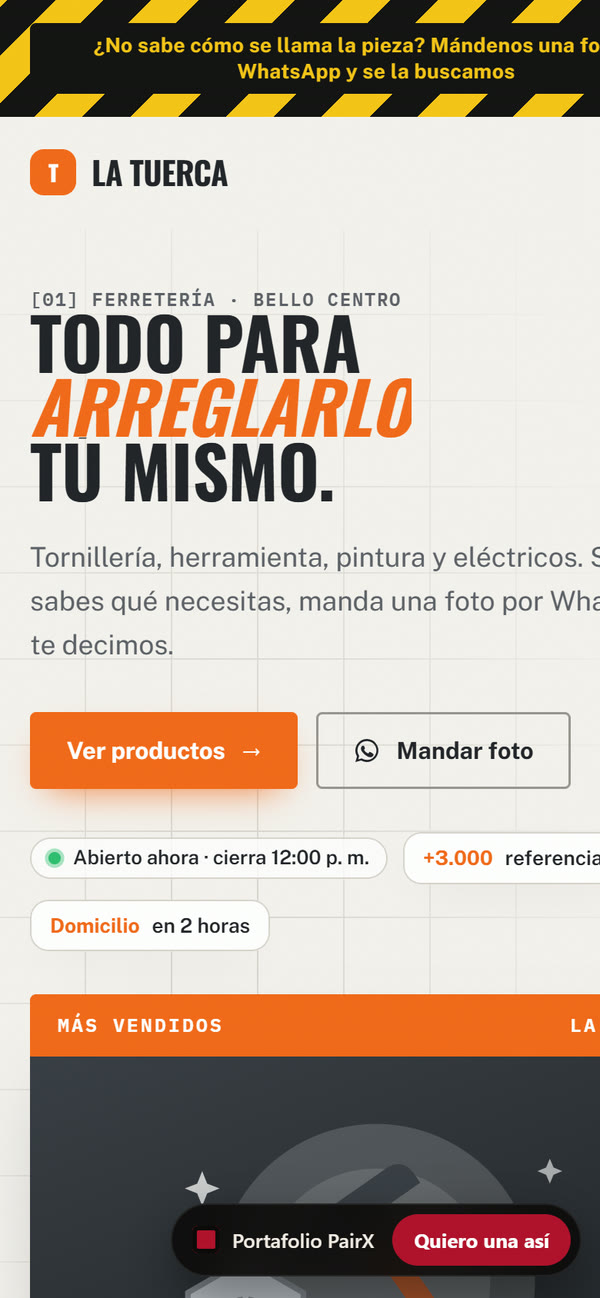 ¿No sabe cómo se llama la pieza? Mándenos una fo
WhatsApp y se la buscamos
T LA TUERCA
[01] FERRETERÍA · BELLO CENTRO
TODO PARA
ARREGLARLO
TÚ MISMO.
Tornillería, herramienta, pintura y eléctricos. S
sabes qué necesitas, manda una foto por Wha
te decimos.
Ver productos → Mandar foto
Abierto ahora · cierra 12:00 p. m. +3.000 referencia
Domicilio en 2 horas
MÁS VENDIDOS LA
Portafolio PairX Quiero una así